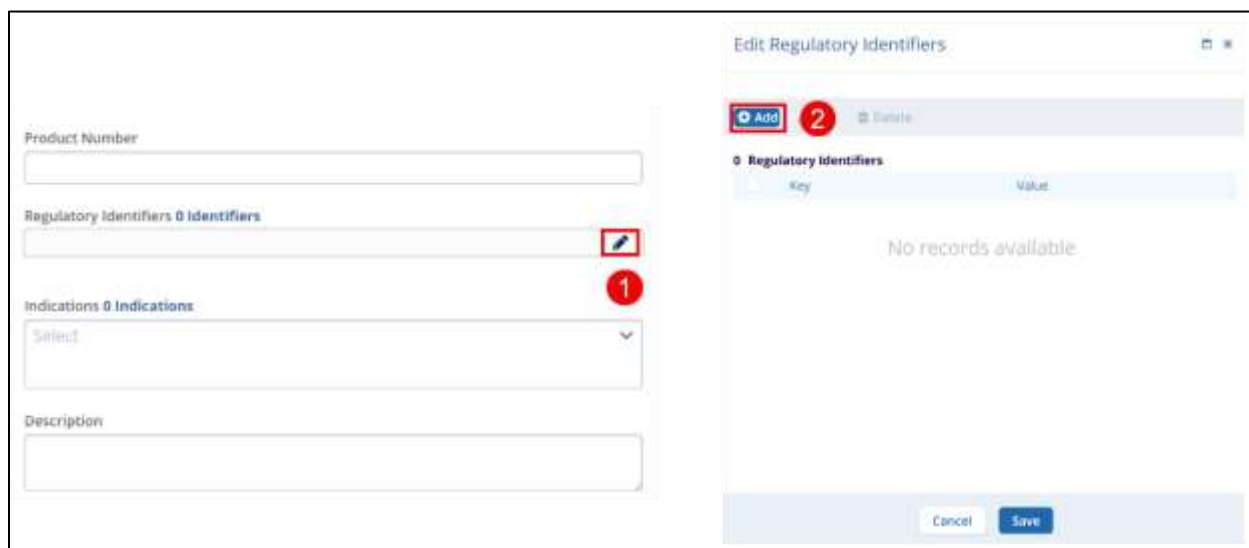 Product Number
Regulatory Identifiers 0 Identifiers
1
Indications 0 Indications
Select
Description
Edit Regulatory Identifiers
Add 2 Delete
0 Regulatory Identifiers
Key Value
No records available
Cancel Save